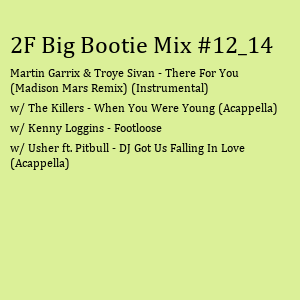 2F Big Bootie Mix #12_14
Martin Garrix & Troye Sivan - There For You
(Madison Mars Remix) (Instrumental)
w/ The Killers - When You Were Young (Acappella)
w/ Kenny Loggins - Footloose
w/ Usher ft. Pitbull - DJ Got Us Falling In Love
(Acappella)